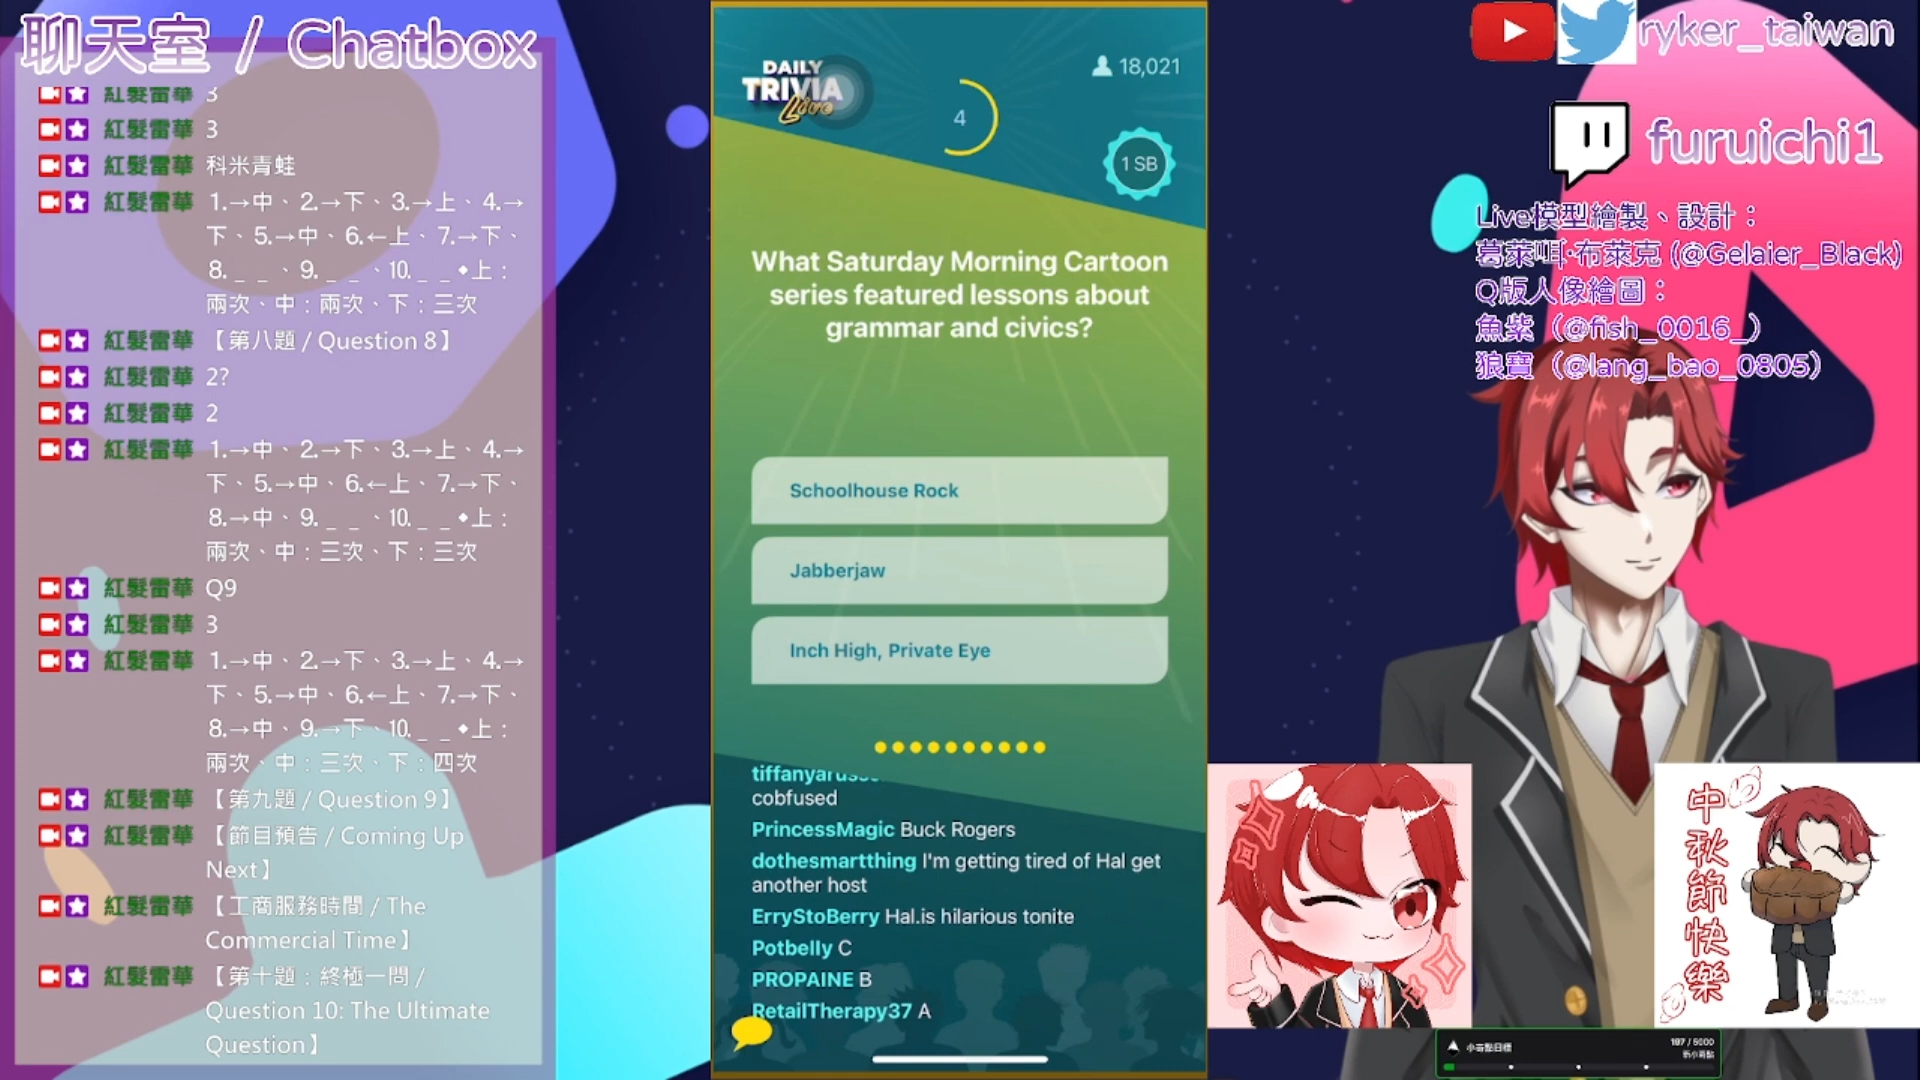 聊天室 / Chatbox
紅髮雷華 3
紅髮雷華 3
紅髮雷華 科米青蛙
紅髮雷華 1.→中、2.→下、3.→上、4.→
下、5.→中、6.←上、7.→下、
8._ _ 、9._ _ 、10._ _ ◆上：
兩次、中：兩次、下：三次
紅髮雷華 【第八題 / Question 8】
紅髮雷華 2?
紅髮雷華 2
紅髮雷華 1.→中、2.→下、3.→上、4.→
下、5.→中、6.←上、7.→下、
8.→中、9._ _ 、10._ _ ◆上：
兩次、中：三次、下：三次
紅髮雷華 Q9
紅髮雷華 3
紅髮雷華 1.→中、2.→下、3.→上、4.→
下、5.→中、6.←上、7.→下、
8.→中、9.→下、10._ _ ◆上：
兩次、中：三次、下：四次
紅髮雷華 【第九題 / Question 9】
紅髮雷華 【節目預告 / Coming Up
Next】
紅髮雷華 【工商服務時間 / The
Commercial Time】
紅髮雷華 【第十題：終極一問 /
Question 10: The Ultimate
Question】
DAILY
TRIVIA
Live
4
18,021
1 SB
What Saturday Morning Cartoon
series featured lessons about
grammar and civics?
Schoolhouse Rock
Jabberjaw
Inch High, Private Eye
cobfused
PrincessMagic Buck Rogers
dothesmartthing I'm getting tired of Hal get
another host
ErryStoBerry Hal.is hilarious tonite
Potbelly C
PROPAINE B
RetailTherapy37 A
ryker_taiwan
furuichi1
Live模型繪製、設計：
葛萊咡·布萊克 (@Gelaier_Black)
Q版人像繪圖：
魚紫（@fish_0016_）
狼寶（@lang_bao_0805）
中秋節快樂
小奇點目標
187 / 5000